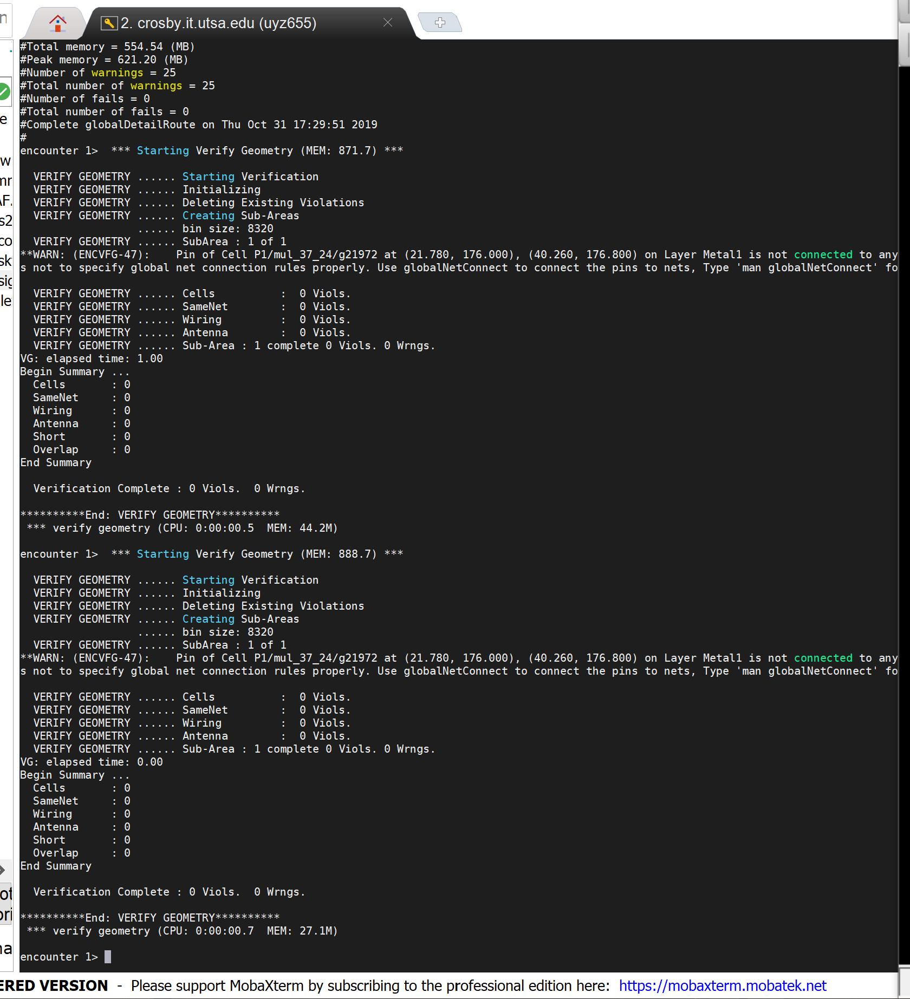 2. crosby.it.utsa.edu (uyz655)
#Total memory = 554.54 (MB)
#Peak memory = 621.20 (MB)
#Number of warnings = 25
#Total number of warnings = 25
#Number of fails = 0
#Total number of fails = 0
#Complete globalDetailRoute on Thu Oct 31 17:29:51 2019
#
encounter 1>  *** Starting Verify Geometry (MEM: 871.7) ***
VERIFY GEOMETRY ...... Starting Verification
VERIFY GEOMETRY ...... Initializing
VERIFY GEOMETRY ...... Deleting Existing Violations
VERIFY GEOMETRY ...... Creating Sub-Areas
...... bin size: 8320
VERIFY GEOMETRY ...... SubArea : 1 of 1
**WARN: (ENCVFG-47):    Pin of Cell P1/mul_37_24/g21972 at (21.780, 176.000), (40.260, 176.800) on Layer Metal1 is not connected to any
s not to specify global net connection rules properly. Use globalNetConnect to connect the pins to nets, Type 'man globalNetConnect' fo
VERIFY GEOMETRY ...... Cells          :  0 Viols.
VERIFY GEOMETRY ...... SameNet        :  0 Viols.
VERIFY GEOMETRY ...... Wiring         :  0 Viols.
VERIFY GEOMETRY ...... Antenna        :  0 Viols.
VERIFY GEOMETRY ...... Sub-Area : 1 complete 0 Viols. 0 Wrngs.
VG: elapsed time: 1.00
Begin Summary ...
Cells       : 0
SameNet     : 0
Wiring      : 0
Antenna     : 0
Short       : 0
Overlap     : 0
End Summary
Verification Complete : 0 Viols.  0 Wrngs.
**********End: VERIFY GEOMETRY**********
*** verify geometry (CPU: 0:00:00.5  MEM: 44.2M)
encounter 1>  *** Starting Verify Geometry (MEM: 888.7) ***
VERIFY GEOMETRY ...... Starting Verification
VERIFY GEOMETRY ...... Initializing
VERIFY GEOMETRY ...... Deleting Existing Violations
VERIFY GEOMETRY ...... Creating Sub-Areas
...... bin size: 8320
VERIFY GEOMETRY ...... SubArea : 1 of 1
**WARN: (ENCVFG-47):    Pin of Cell P1/mul_37_24/g21972 at (21.780, 176.000), (40.260, 176.800) on Layer Metal1 is not connected to any
s not to specify global net connection rules properly. Use globalNetConnect to connect the pins to nets, Type 'man globalNetConnect' fo
VERIFY GEOMETRY ...... Cells          :  0 Viols.
VERIFY GEOMETRY ...... SameNet        :  0 Viols.
VERIFY GEOMETRY ...... Wiring         :  0 Viols.
VERIFY GEOMETRY ...... Antenna        :  0 Viols.
VERIFY GEOMETRY ...... Sub-Area : 1 complete 0 Viols. 0 Wrngs.
VG: elapsed time: 0.00
Begin Summary ...
Cells       : 0
SameNet     : 0
Wiring      : 0
Antenna     : 0
Short       : 0
Overlap     : 0
End Summary
Verification Complete : 0 Viols.  0 Wrngs.
**********End: VERIFY GEOMETRY**********
*** verify geometry (CPU: 0:00:00.7  MEM: 27.1M)
encounter 1>
ERED VERSION  -  Please support MobaXterm by subscribing to the professional edition here:  https://mobaxterm.mobatek.net